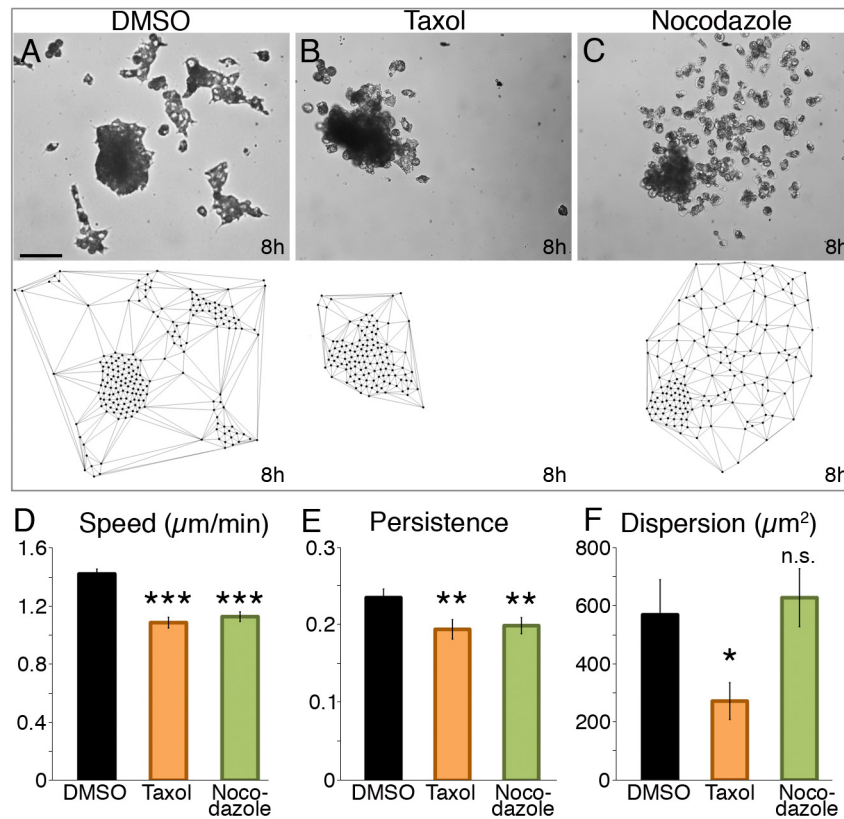 DMSO Taxol Nocodazole
A B C
8h 8h 8h
8h 8h 8h
D Speed (µm/min)
1.6
1.2
0.8
0.4
0
***
***
DMSO Taxol Noco-
dazole
E Persistence
0.3
0.2
0.1
0
**
**
DMSO Taxol Noco-
dazole
F Dispersion (µm²)
800
600
400
200
0
*
n.s.
DMSO Taxol Noco-
dazole